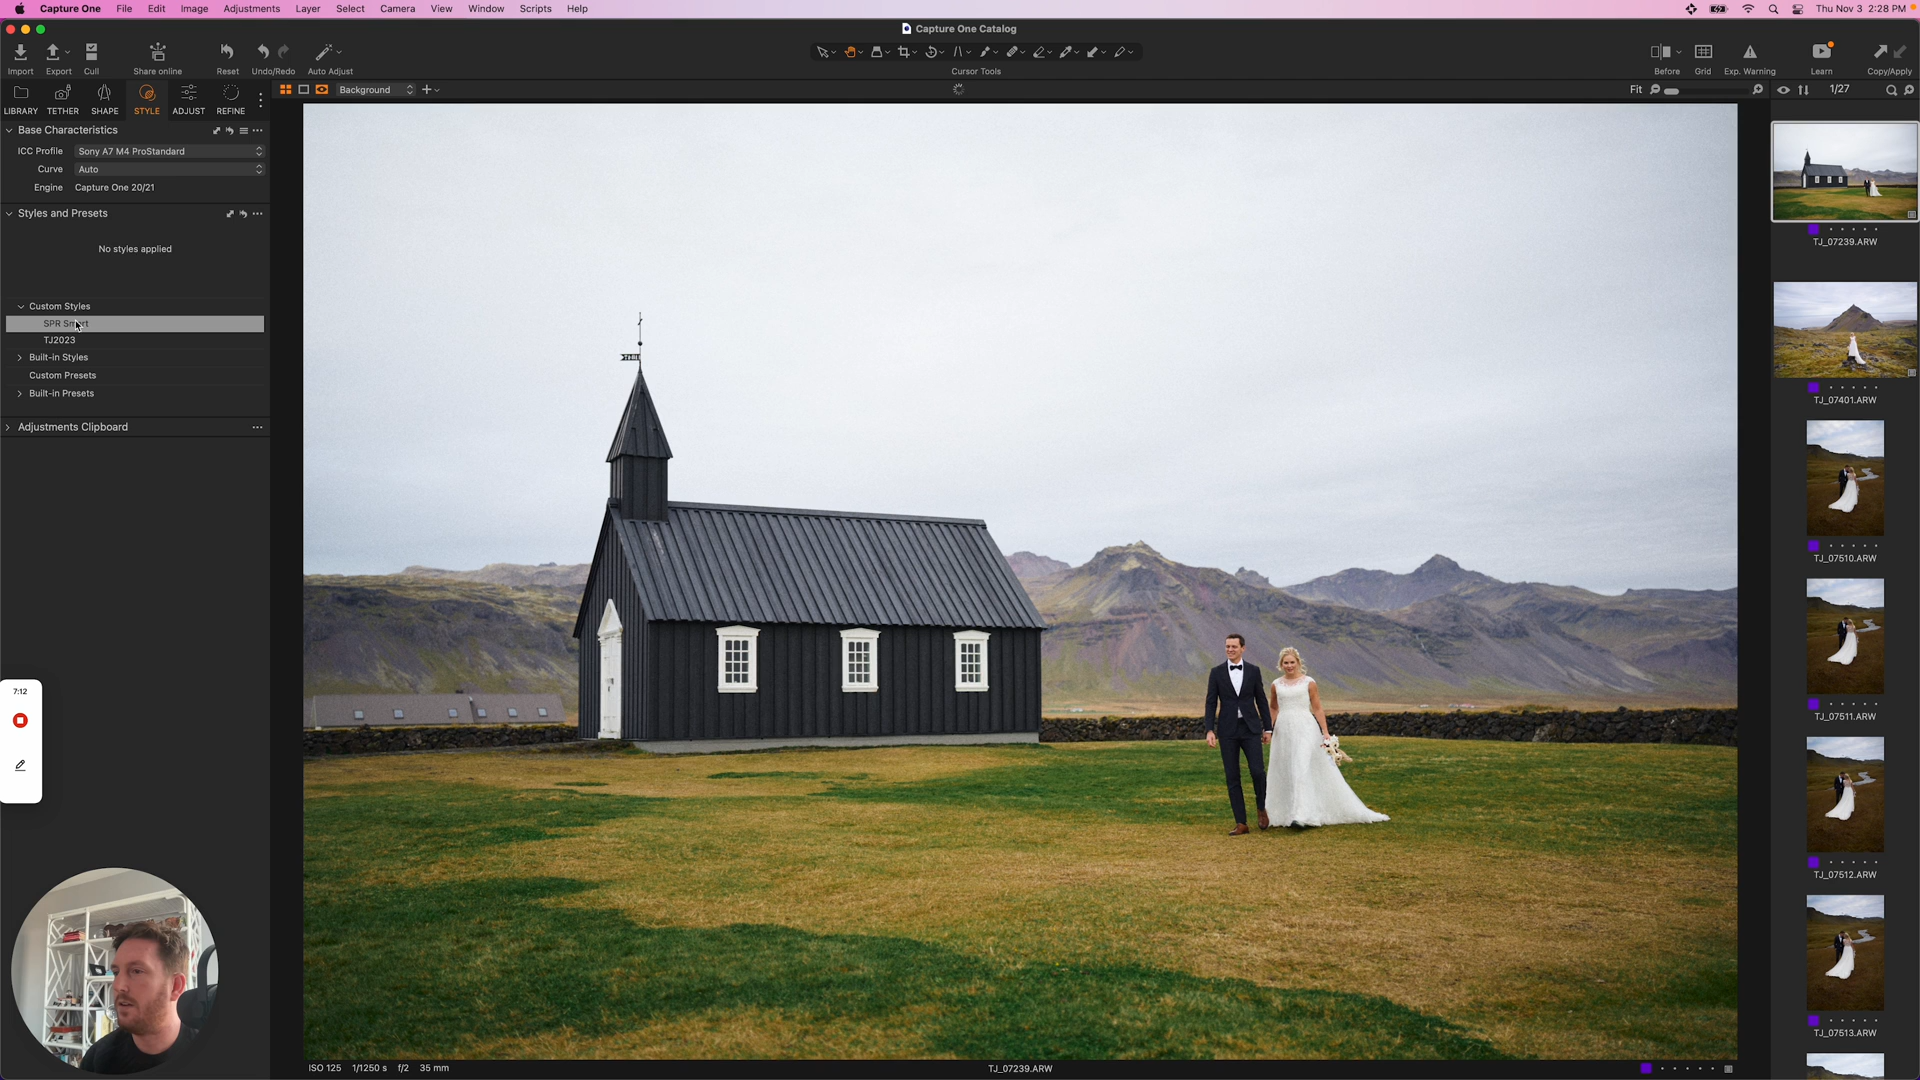 Capture One File Edit Image Adjustments Layer Select Camera View Window Scripts Help Thu Nov 3 2:28 PM
Capture One Catalog
Import Export Cull Share online Reset Undo/Redo Auto Adjust Cursor Tools Before Grid Exp. Warning Learn Copy/Apply
LIBRARY TETHER SHAPE STYLE ADJUST REFINE
Background
Fit
1/27
Base Characteristics
ICC Profile Sony A7 M4 ProStandard
Curve Auto
Engine Capture One 20/21
Styles and Presets
No styles applied
Custom Styles
SPR Smart
TJ2023
Built-in Styles
Custom Presets
Built-in Presets
Adjustments Clipboard
7:12
TJ_07239.ARW
TJ_07401.ARW
TJ_07510.ARW
TJ_07511.ARW
TJ_07512.ARW
TJ_07513.ARW
ISO 125 1/1250 s f/2 35 mm
TJ_07239.ARW